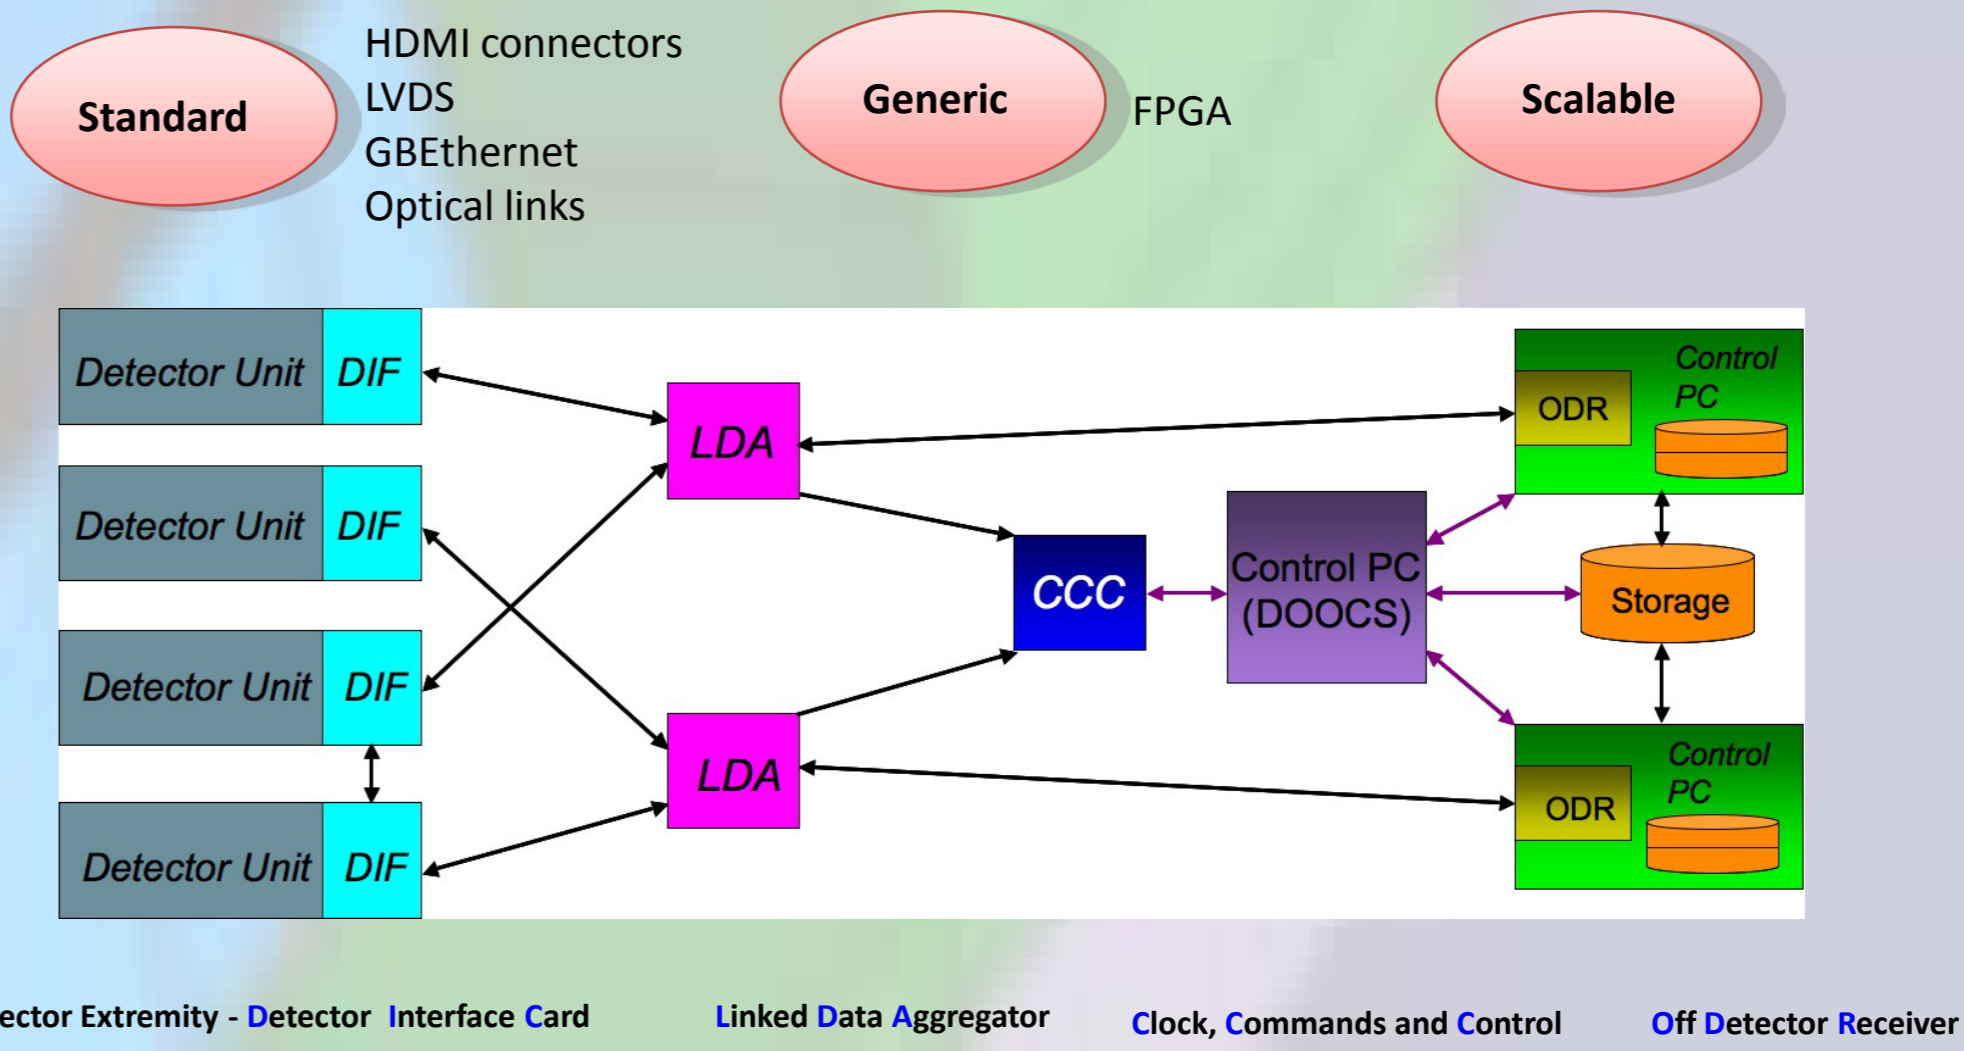 Standard
HDMI connectors
LVDS
GBEthernet
Optical links
Generic
FPGA
Scalable
Detector Unit DIF
Detector Unit DIF
Detector Unit DIF
Detector Unit DIF
LDA
LDA
CCC
Control PC
(DOOCS)
ODR
Control
PC
Storage
ODR
Control
PC
Extremity - Detector Interface Card
Linked Data Aggregator
Clock, Commands and Control
Off Detector Receiver